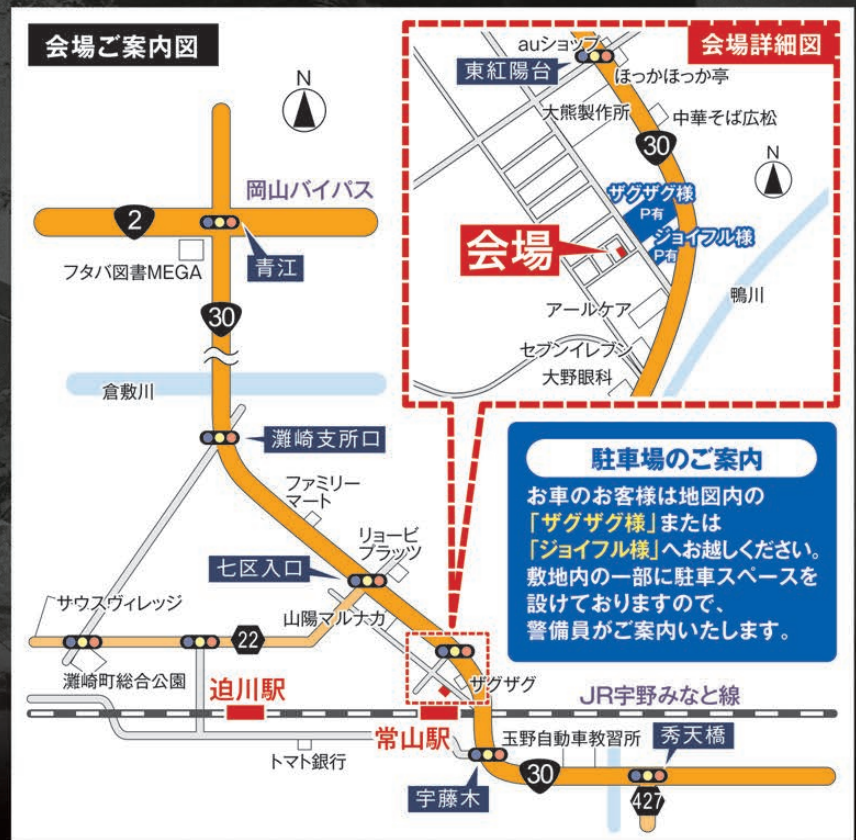 会場ご案内図
N
岡山バイパス
2
フタバ図書MEGA
青江
30
倉敷川
灘崎支所口
ファミリー
マート
リョービ
プラッツ
七区入口
山陽マルナカ
サウスヴィレッジ
22
灘崎町総合公園
迫川駅
常山駅
ザグザグ
JR宇野みなと線
トマト銀行
宇藤木
玉野自動車教習所
秀天橋
30
427
会場詳細図
auショップ
東紅陽台
ほっかほっか亭
大熊製作所
中華そば広松
30
N
ザグザグ様
P有
ジョイフル様
P有
会場
鴨川
アールケア
セブンイレブン
大野眼科
駐車場のご案内
お車のお客様は地図内の
「ザグザグ様」または
「ジョイフル様」へお越しください。
敷地内の一部に駐車スペースを
設けておりますので、
警備員がご案内いたします。